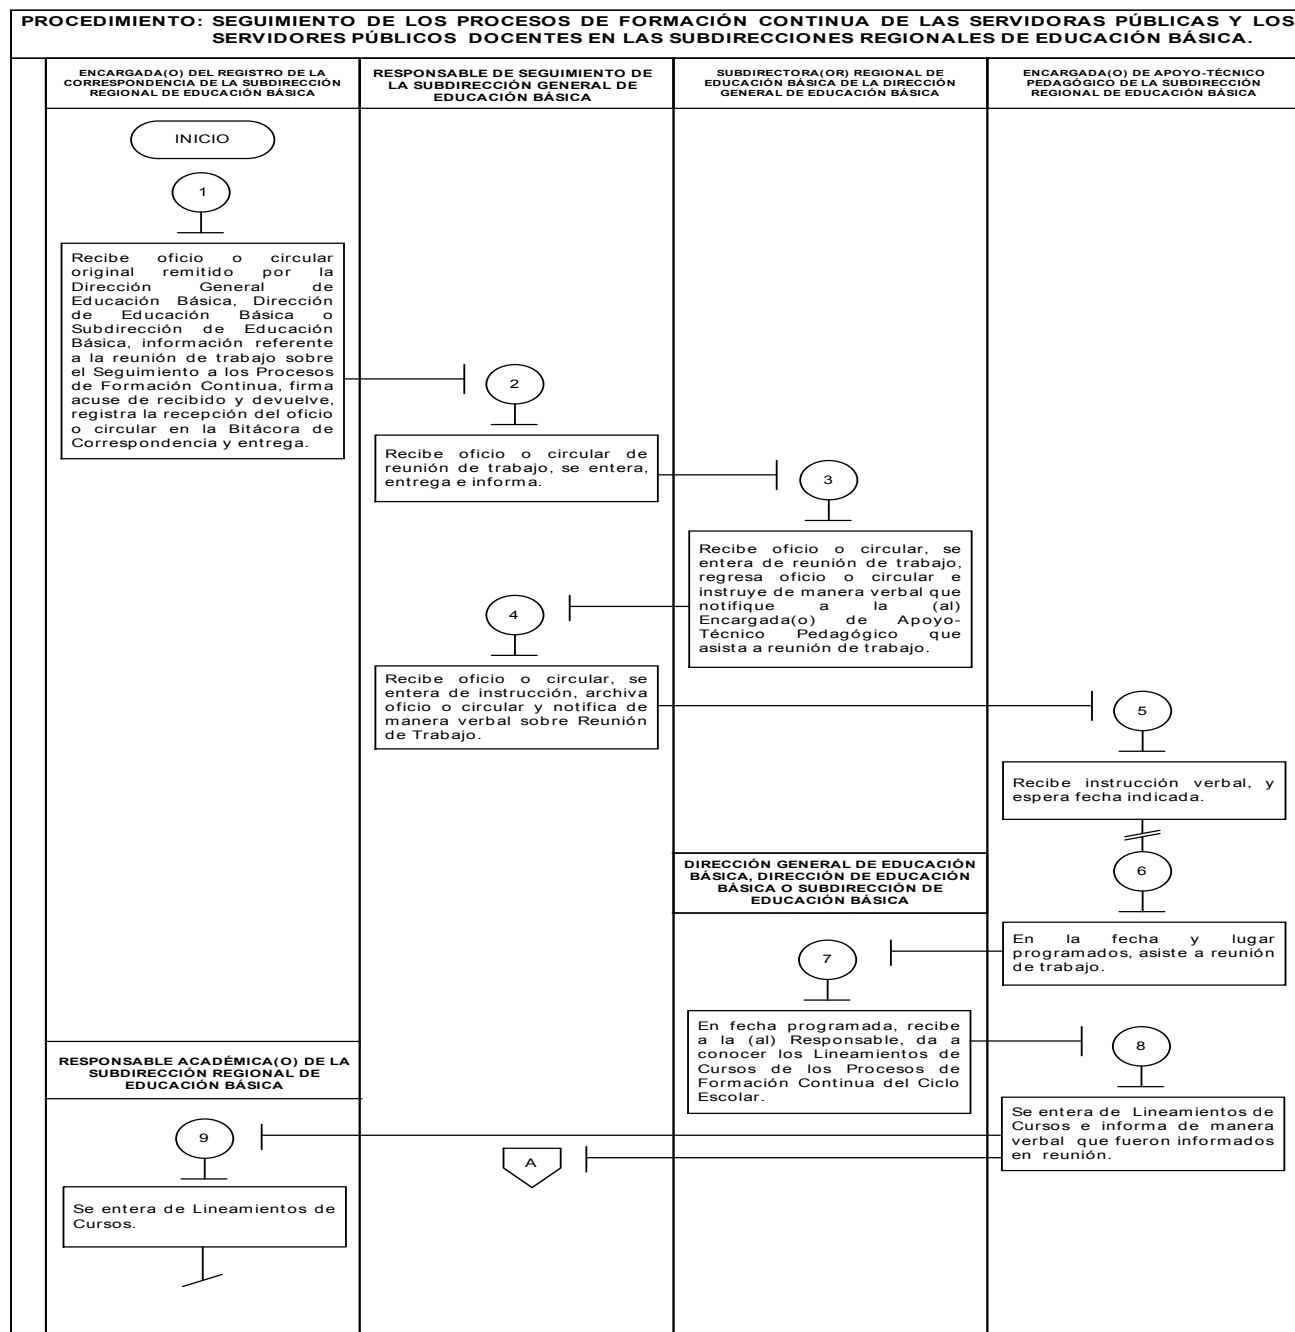 PROCEDIMIENTO: SEGUIMIENTO DE LOS PROCESOS DE FORMACIÓN CONTINUA DE LAS SERVIDORAS PÚBLICAS Y LOS
SERVIDORES PÚBLICOS DOCENTES EN LAS SUBDIRECCIONES REGIONALES DE EDUCACIÓN BÁSICA.
ENCARGADA(O) DEL REGISTRO DE LA
CORRESPONDENCIA DE LA SUBDIRECCIÓN
REGIONAL DE EDUCACIÓN BÁSICA
RESPONSABLE DE SEGUIMIENTO DE
LA SUBDIRECCIÓN GENERAL DE
EDUCACIÓN BÁSICA
SUBDIRECTORA(OR) REGIONAL DE
EDUCACIÓN BÁSICA DE LA DIRECCIÓN
GENERAL DE EDUCACIÓN BÁSICA
ENCARGADA(O) DE APOYO-TÉCNICO
PEDAGÓGICO DE LA SUBDIRECCIÓN
REGIONAL DE EDUCACIÓN BÁSICA
INICIO
1
Recibe oficio o circular
original remitido por la
Dirección General de
Educación Básica, Dirección
de Educación Básica o
Subdirección de Educación
Básica, información referente
a la reunión de trabajo sobre
el Seguimiento a los Procesos
de Formación Continua, firma
acuse de recibido y devuelve,
registra la recepción del oficio
o circular en la Bitácora de
Correspondencia y entrega.
2
Recibe oficio o circular de
reunión de trabajo, se entera,
entrega e informa.
3
Recibe oficio o circular, se
entera de reunión de trabajo,
regresa oficio o circular e
instruye de manera verbal que
notifique a la (al)
Encargada(o) de Apoyo-
Técnico Pedagógico que
asista a reunión de trabajo.
4
Recibe oficio o circular, se
entera de instrucción, archiva
oficio o circular y notifica de
manera verbal sobre Reunión
de Trabajo.
5
Recibe instrucción verbal, y
espera fecha indicada.
6
En la fecha y lugar
programados, asiste a reunión
de trabajo.
DIRECCIÓN GENERAL DE EDUCACIÓN
BÁSICA, DIRECCIÓN DE EDUCACIÓN
BÁSICA O SUBDIRECCIÓN DE
EDUCACIÓN BÁSICA
7
En fecha programada, recibe
a la (al) Responsable, da a
conocer los Lineamientos de
Cursos de los Procesos de
Formación Continua del Ciclo
Escolar.
8
Se entera de Lineamientos de
Cursos e informa de manera
verbal que fueron informados
en reunión.
RESPONSABLE ACADÉMICA(O) DE LA
SUBDIRECCIÓN REGIONAL DE
EDUCACIÓN BÁSICA
9
Se entera de Lineamientos de
Cursos.
A